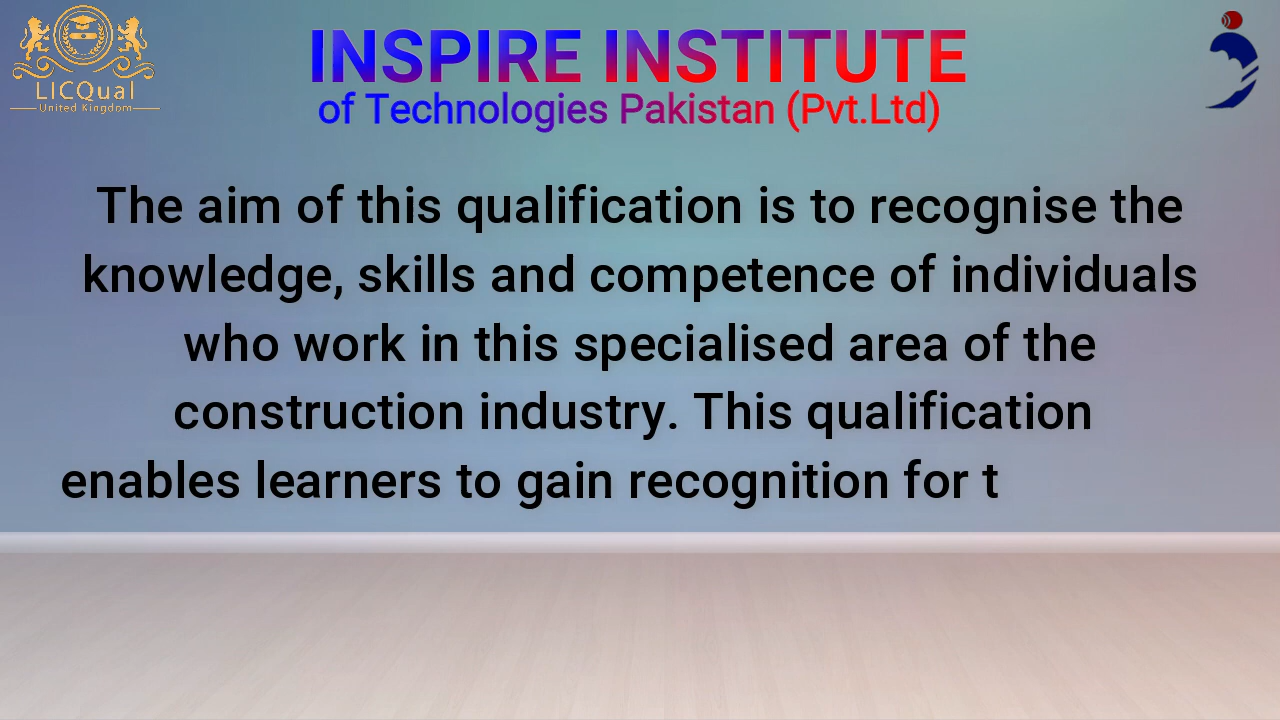 LICQual
United Kingdom
INSPIRE INSTITUTE
of Technologies Pakistan (Pvt.Ltd)
The aim of this qualification is to recognise the
knowledge, skills and competence of individuals
who work in this specialised area of the
construction industry. This qualification
enables learners to gain recognition for t